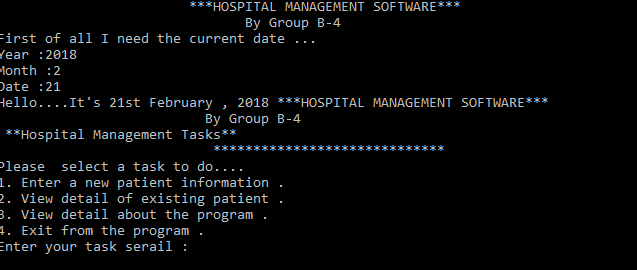 ***HOSPITAL MANAGEMENT SOFTWARE***
By Group B-4
First of all I need the current date ...
Year :2018
Month :2
Date :21
Hello....It's 21st February , 2018 ***HOSPITAL MANAGEMENT SOFTWARE***
By Group B-4
**Hospital Management Tasks**
*****************************
Please  select a task to do....
1. Enter a new patient information .
2. View detail of existing patient .
3. View detail about the program .
4. Exit from the program .
Enter your task serail :